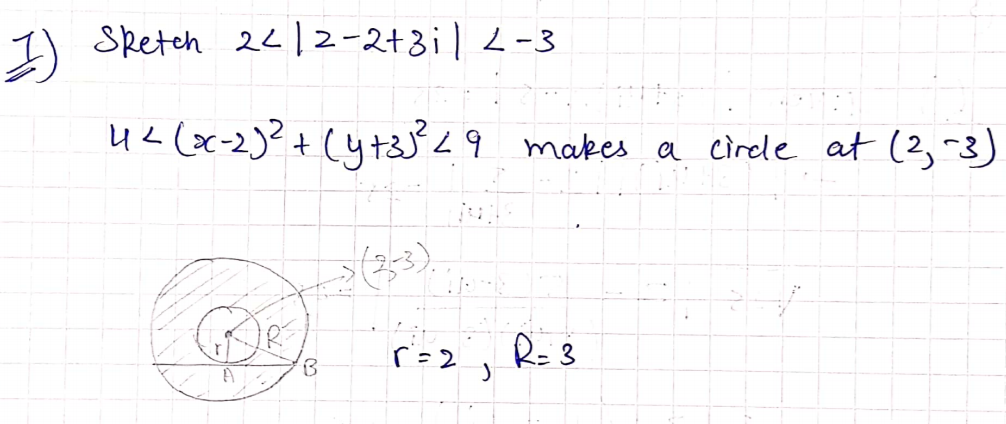 1) Sketch 2 < |z-2+3i| < -3
4 < (x-2)² + (y+3)² < 9 makes a circle at (2, -3)
(2,-3)
r R
A B
r = 2 , R = 3